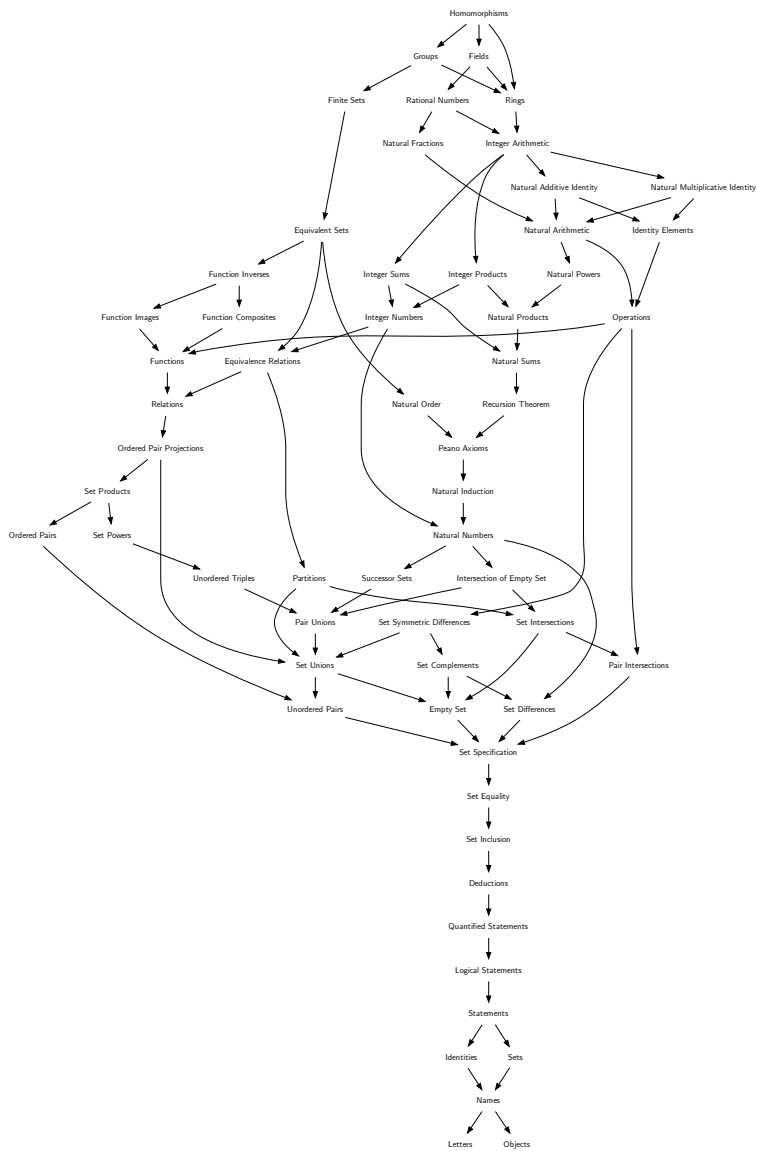 Homomorphisms
Groups
Fields
Finite Sets
Rational Numbers
Rings
Natural Fractions
Integer Arithmetic
Natural Additive Identity
Natural Multiplicative Identity
Equivalent Sets
Natural Arithmetic
Identity Elements
Function Inverses
Integer Sums
Integer Products
Natural Powers
Function Images
Function Composites
Integer Numbers
Natural Products
Operations
Functions
Equivalence Relations
Natural Sums
Relations
Natural Order
Recursion Theorem
Ordered Pair Projections
Peano Axioms
Set Products
Natural Induction
Ordered Pairs
Set Powers
Natural Numbers
Unordered Triples
Partitions
Successor Sets
Intersection of Empty Set
Pair Unions
Set Symmetric Differences
Set Intersections
Set Unions
Set Complements
Pair Intersections
Unordered Pairs
Empty Set
Set Differences
Set Specification
Set Equality
Set Inclusion
Deductions
Quantified Statements
Logical Statements
Statements
Identities
Sets
Names
Letters
Objects